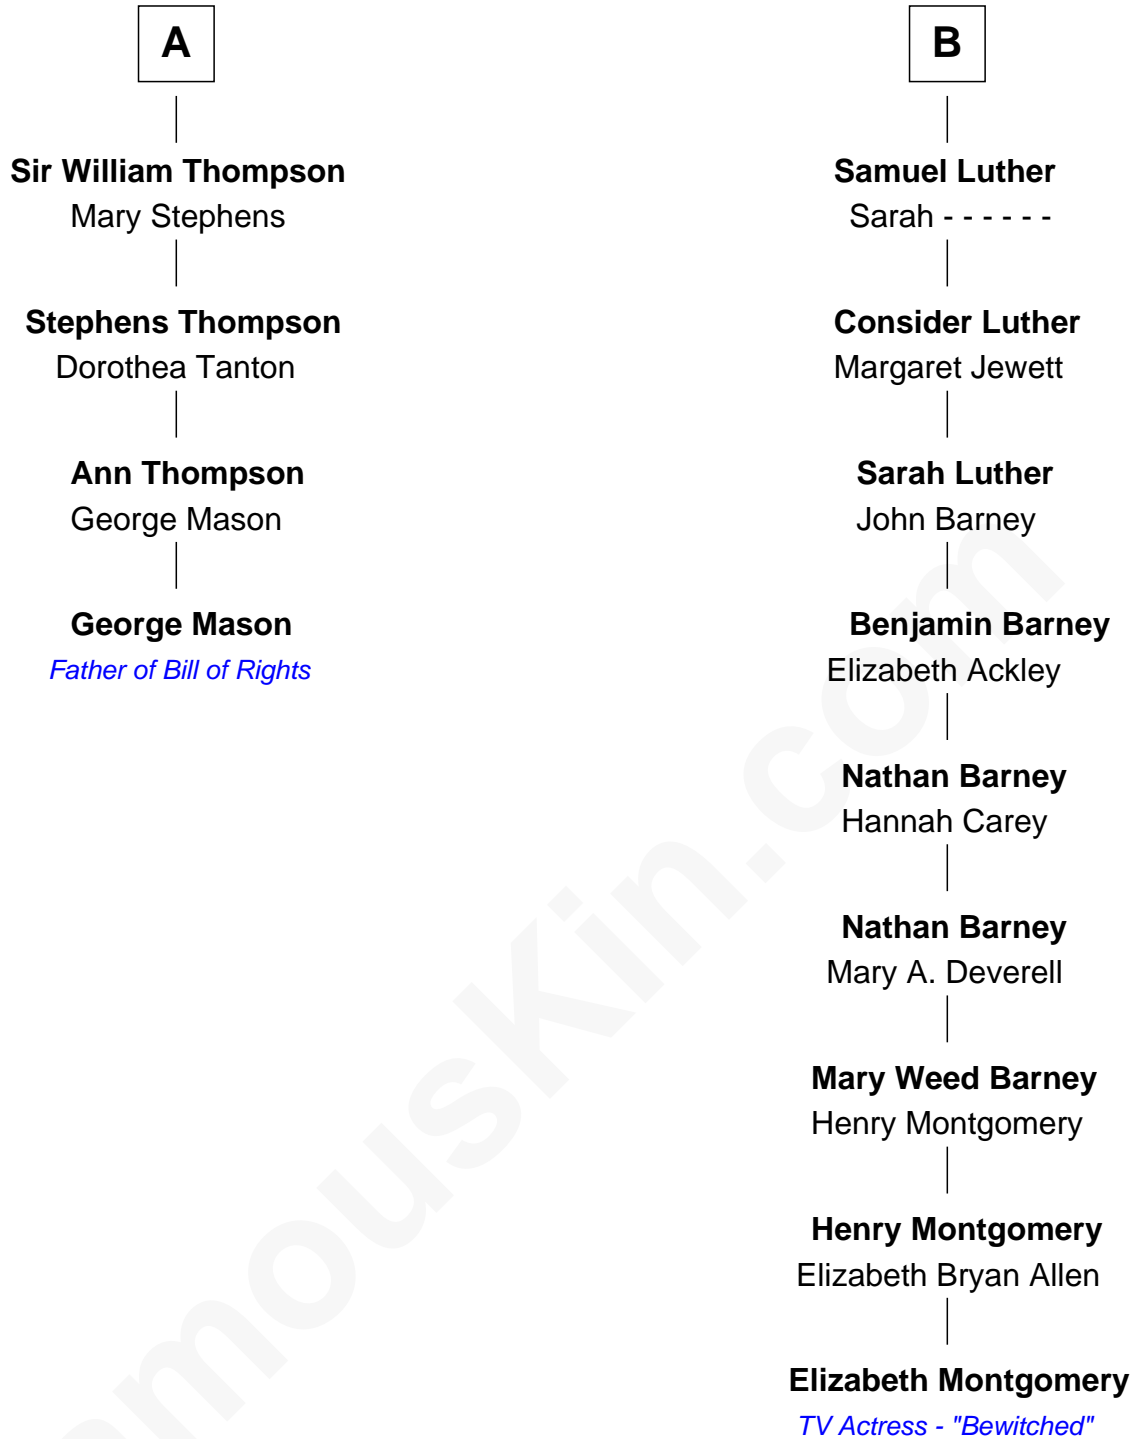 A
Sir William Thompson
Mary Stephens
Stephens Thompson
Dorothea Tanton
Ann Thompson
George Mason
George Mason
Father of Bill of Rights
B
Samuel Luther
Sarah - - - - - -
Consider Luther
Margaret Jewett
Sarah Luther
John Barney
Benjamin Barney
Elizabeth Ackley
Nathan Barney
Hannah Carey
Nathan Barney
Mary A. Deverell
Mary Weed Barney
Henry Montgomery
Henry Montgomery
Elizabeth Bryan Allen
Elizabeth Montgomery
TV Actress - "Bewitched"
amousKin.com